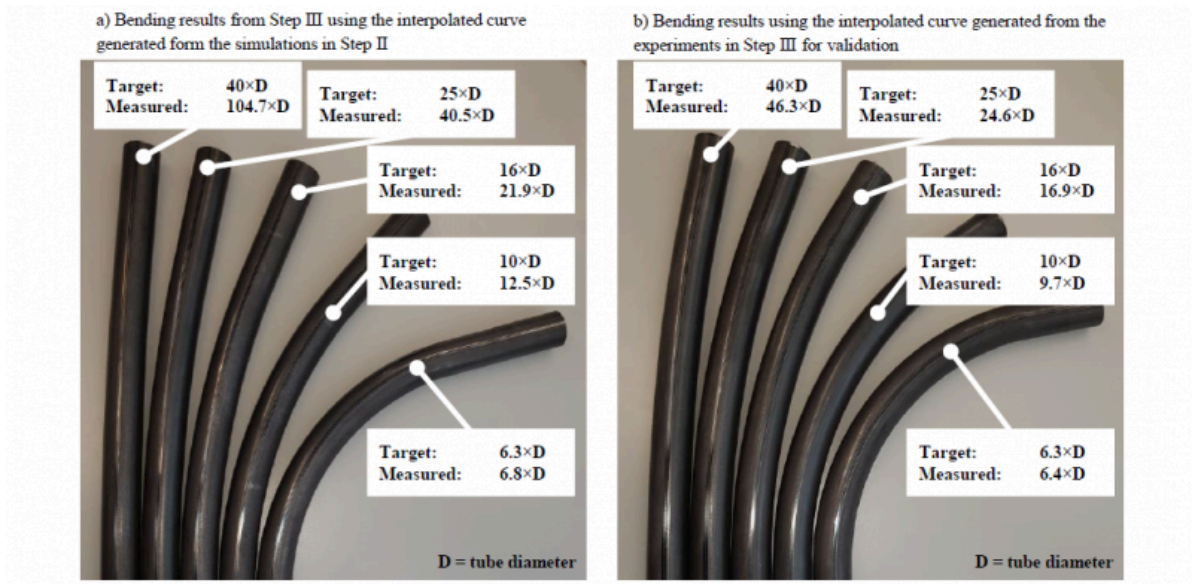 a) Bending results from Step III using the interpolated curve
generated form the simulations in Step II
Target: 40×D
Measured: 104.7×D
Target: 25×D
Measured: 40.5×D
Target: 16×D
Measured: 21.9×D
Target: 10×D
Measured: 12.5×D
Target: 6.3×D
Measured: 6.8×D
D = tube diameter
b) Bending results using the interpolated curve generated from the
experiments in Step III for validation
Target: 40×D
Measured: 46.3×D
Target: 25×D
Measured: 24.6×D
Target: 16×D
Measured: 16.9×D
Target: 10×D
Measured: 9.7×D
Target: 6.3×D
Measured: 6.4×D
D = tube diameter